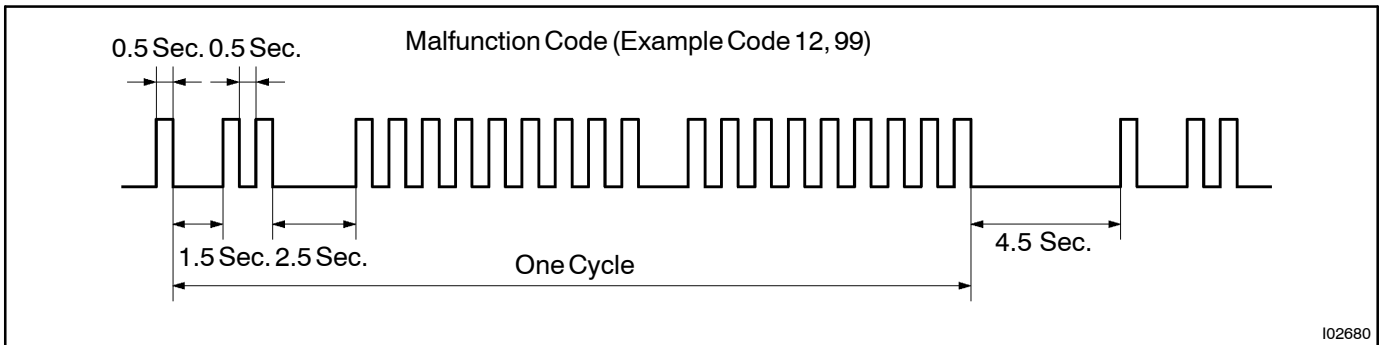 Malfunction Code (Example Code 12, 99)
0.5 Sec. 0.5 Sec.
1.5 Sec. 2.5 Sec.
4.5 Sec.
One Cycle
I02680